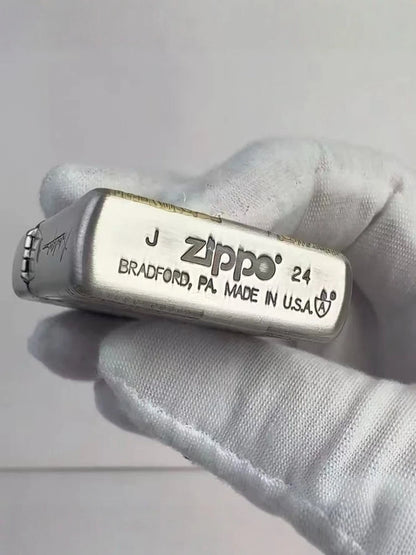 J zippo® 24
BRADFORD, PA. MADE IN U.S.A.
A